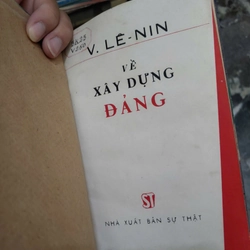 V. LÊ-NIN
VỀ
XÂY DỰNG
ĐẢNG
ST
NHÀ XUẤT BẢN SỰ THẬT